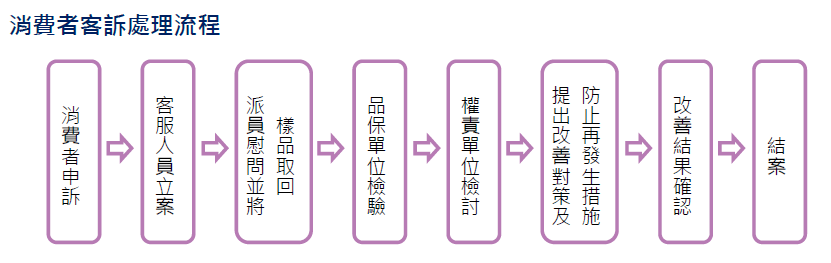 消費者客訴處理流程
消費者申訴
客服人員立案
派員慰問並將
樣品取回
品保單位檢驗
權責單位檢討
提出改善對策及
防止再發生措施
改善結果確認
結案